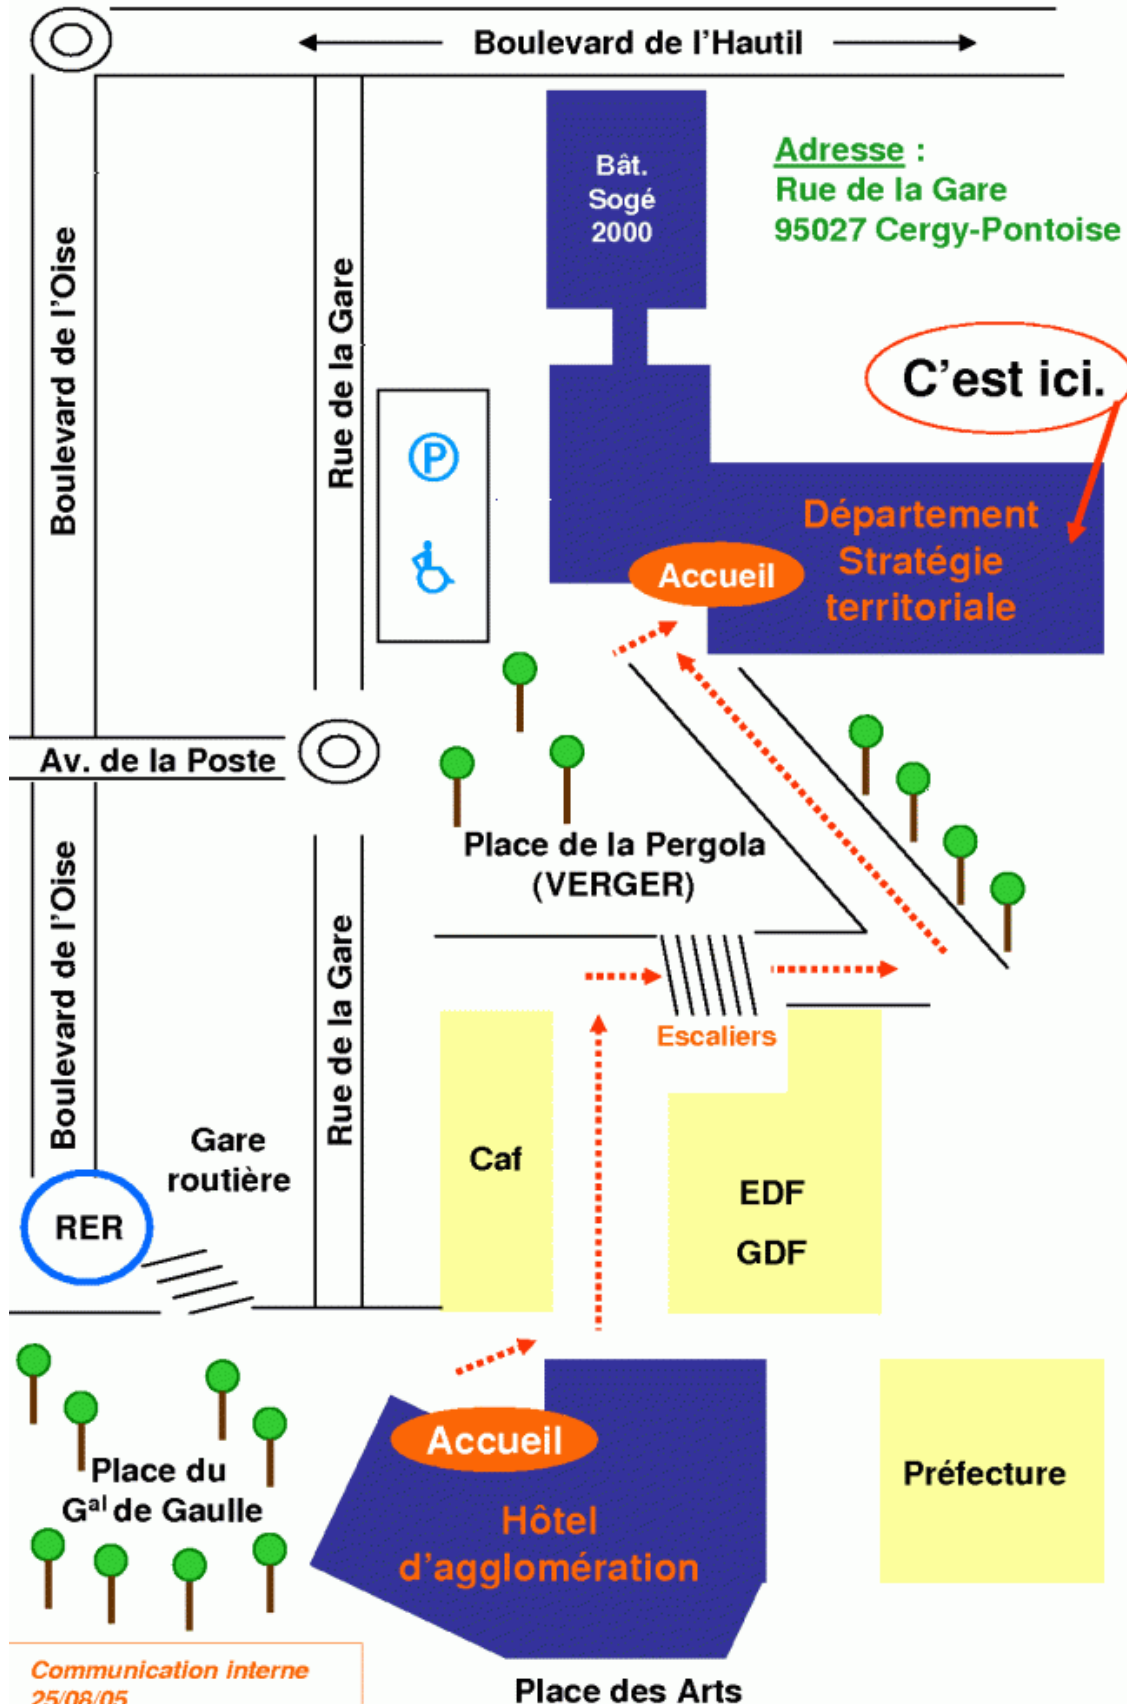 Boulevard de l'Hautil
Bât.
Sogé
2000
Adresse :
Rue de la Gare
95027 Cergy-Pontoise
Boulevard de l'Oise
Rue de la Gare
C'est ici.
P
Département
Stratégie
territoriale
Accueil
Av. de la Poste
Place de la Pergola
(VERGER)
Boulevard de l'Oise
Rue de la Gare
Escaliers
Gare
routière
Caf
EDF
GDF
RER
Accueil
Place du
Gal de Gaulle
Hôtel
d'agglomération
Préfecture
Communication interne
25/08/05
Place des Arts